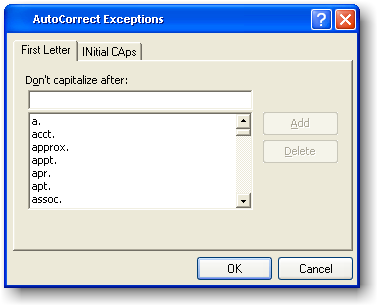 AutoCorrect Exceptions
First Letter
INitial CAps
Don't capitalize after:
a.
acct.
approx.
appt.
apr.
apt.
assoc.
Add
Delete
OK
Cancel